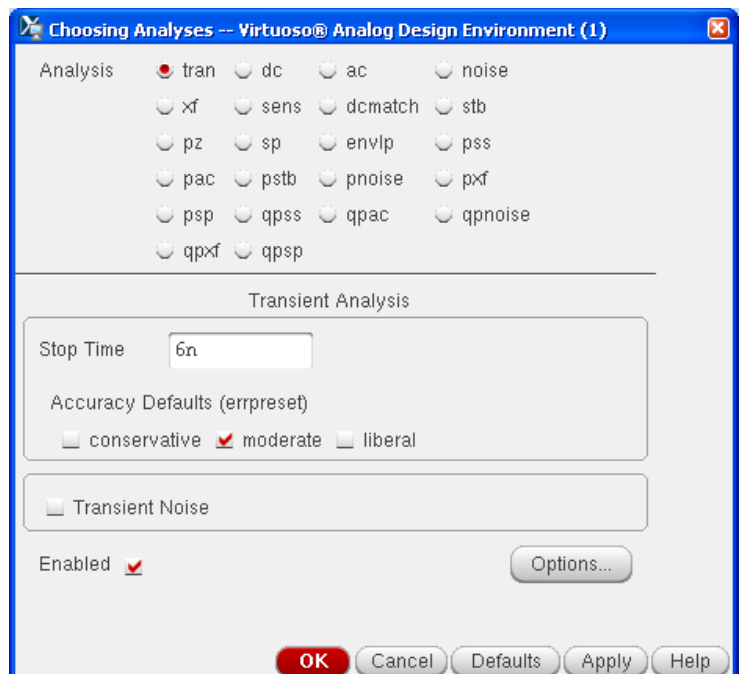 Choosing Analyses -- Virtuoso® Analog Design Environment (1)
Analysis tran dc ac noise
xf sens dcmatch stb
pz sp envlp pss
pac pstb pnoise pxf
psp qpss qpac qpnoise
qpxf qpsp
Transient Analysis
Stop Time 6n
Accuracy Defaults (errpreset)
conservative moderate liberal
Transient Noise
Enabled Options...
OK Cancel Defaults Apply Help